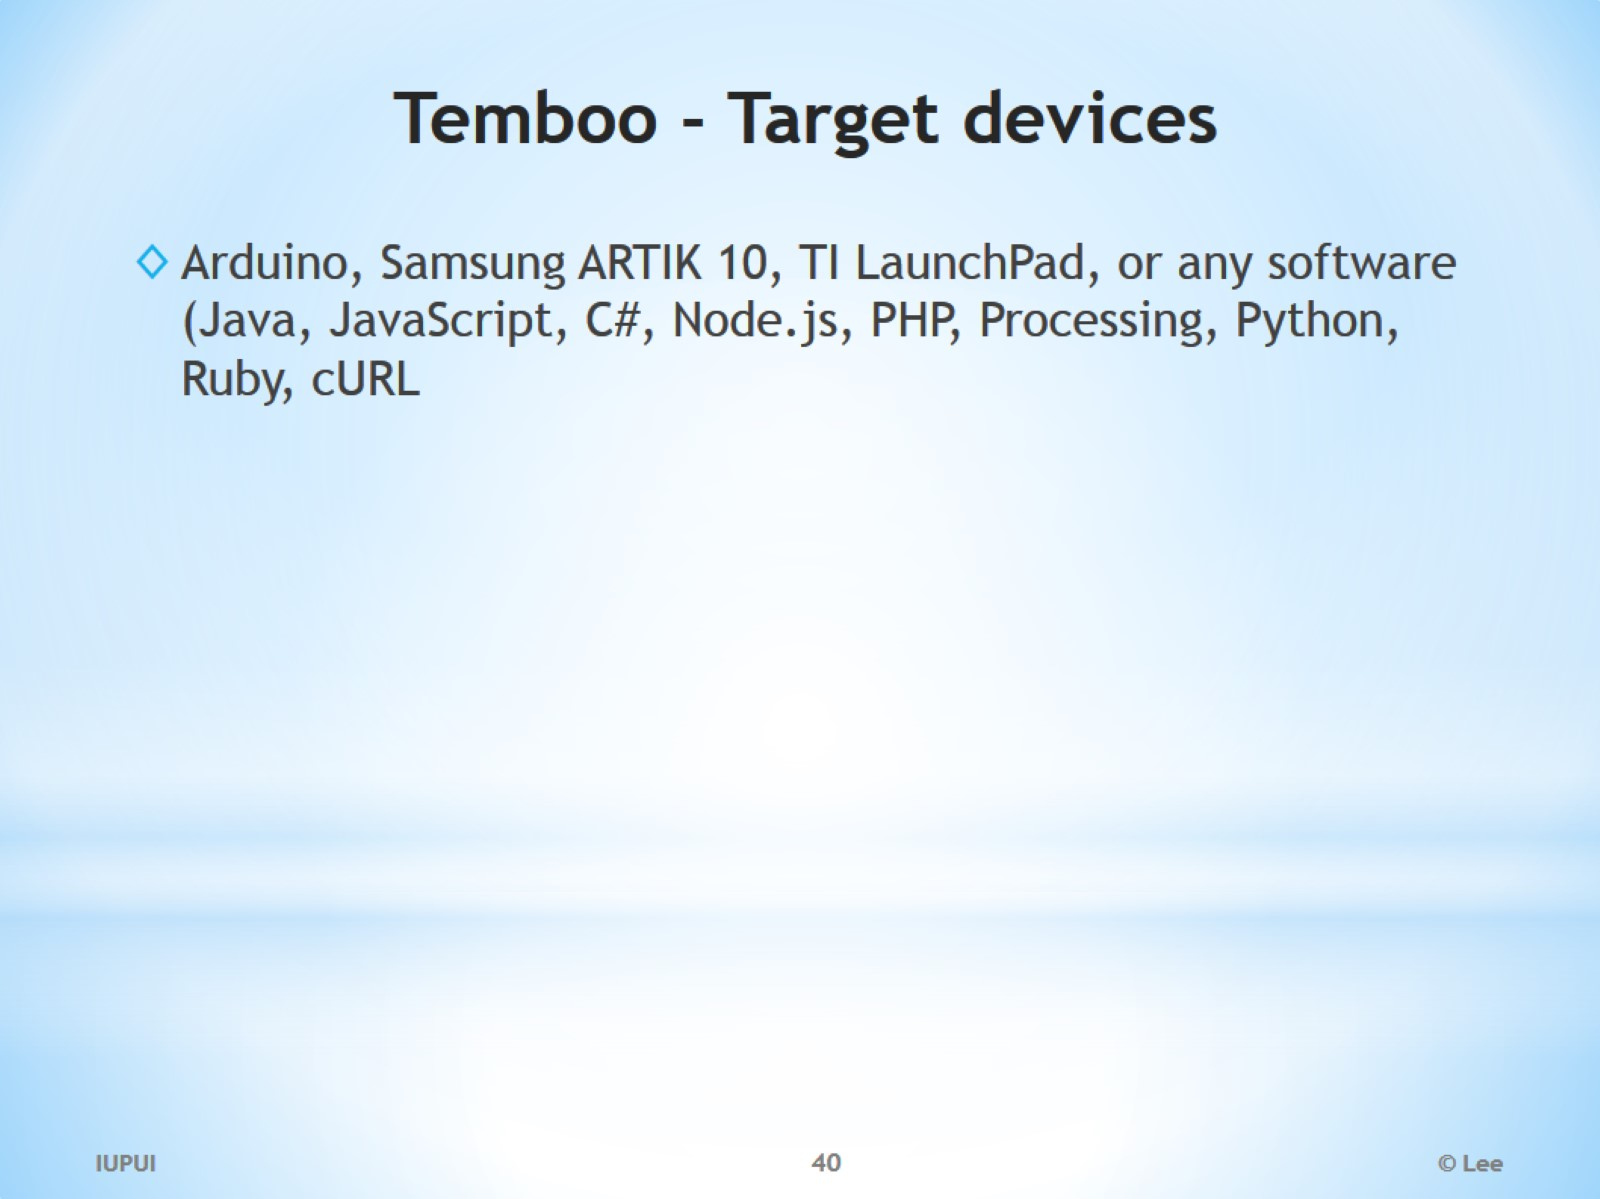 Temboo - Target devices
Arduino, Samsung ARTIK 10, TI LaunchPad, or any software
(Java, JavaScript, C#, Node.js, PHP, Processing, Python,
Ruby, cURL
IUPUI
40
© Lee